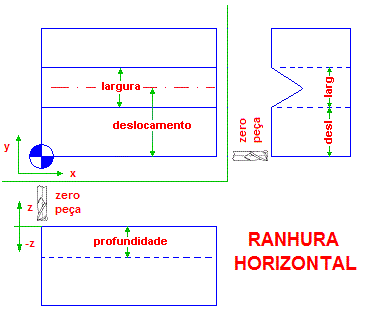 largura
deslocamento
larg
desl
zero
peça
y
x
zero
peça
z
-z
profundidade
RANHURA
HORIZONTAL